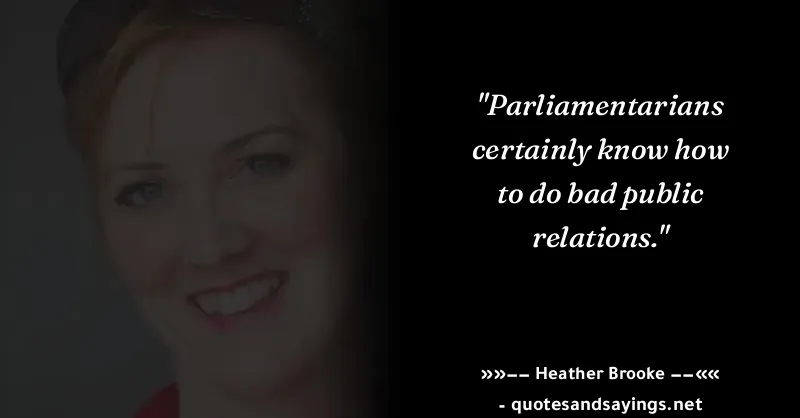 "Parliamentarians
certainly know how
to do bad public
relations."
»»−− Heather Brooke −−««
- quotesandsayings.net